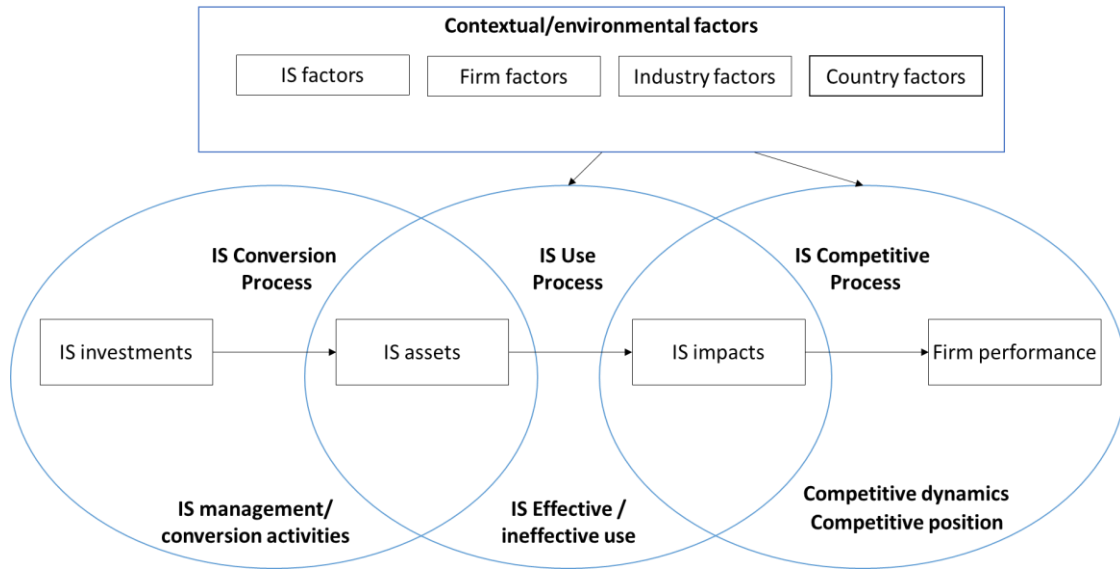 Contextual/environmental factors
IS factors
Firm factors
Industry factors
Country factors
IS Conversion
Process
IS Use
Process
IS Competitive
Process
IS investments
IS assets
IS impacts
Firm performance
IS management/
conversion activities
IS Effective /
ineffective use
Competitive dynamics
Competitive position